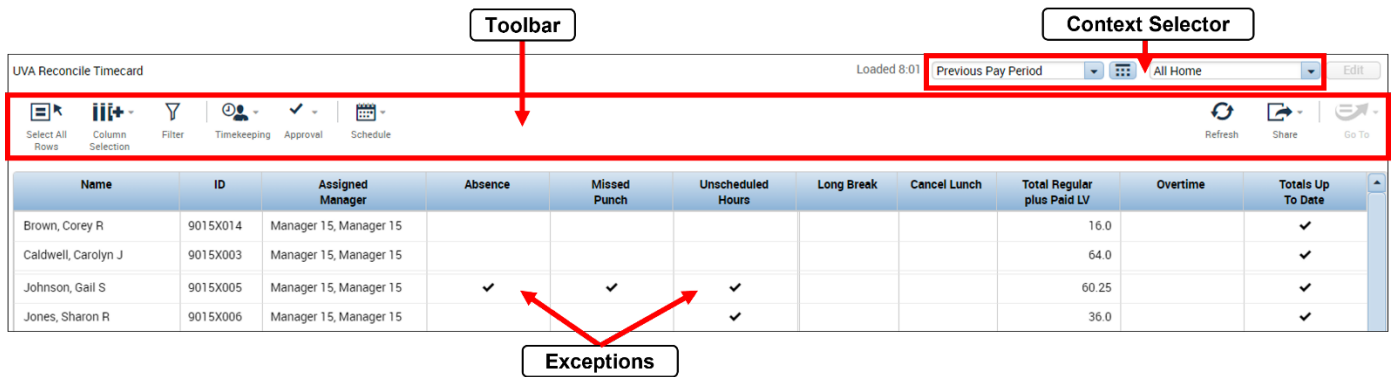 Toolbar
Context Selector
UVA Reconcile Timecard
Loaded 8:01
Previous Pay Period
All Home
Edit
Select All Rows
Column Selection
Filter
Timekeeping
Approval
Schedule
Refresh
Share
Go To
Name ID Assigned Manager Absence Missed Punch Unscheduled Hours Long Break Cancel Lunch Total Regular plus Paid LV Overtime Totals Up To Date
Brown, Corey R 9015X014 Manager 15, Manager 15 16.0 ✔
Caldwell, Carolyn J 9015X003 Manager 15, Manager 15 64.0 ✔
Johnson, Gail S 9015X005 Manager 15, Manager 15 ✔ ✔ ✔ 60.25 ✔
Jones, Sharon R 9015X006 Manager 15, Manager 15 ✔ 36.0 ✔
Exceptions